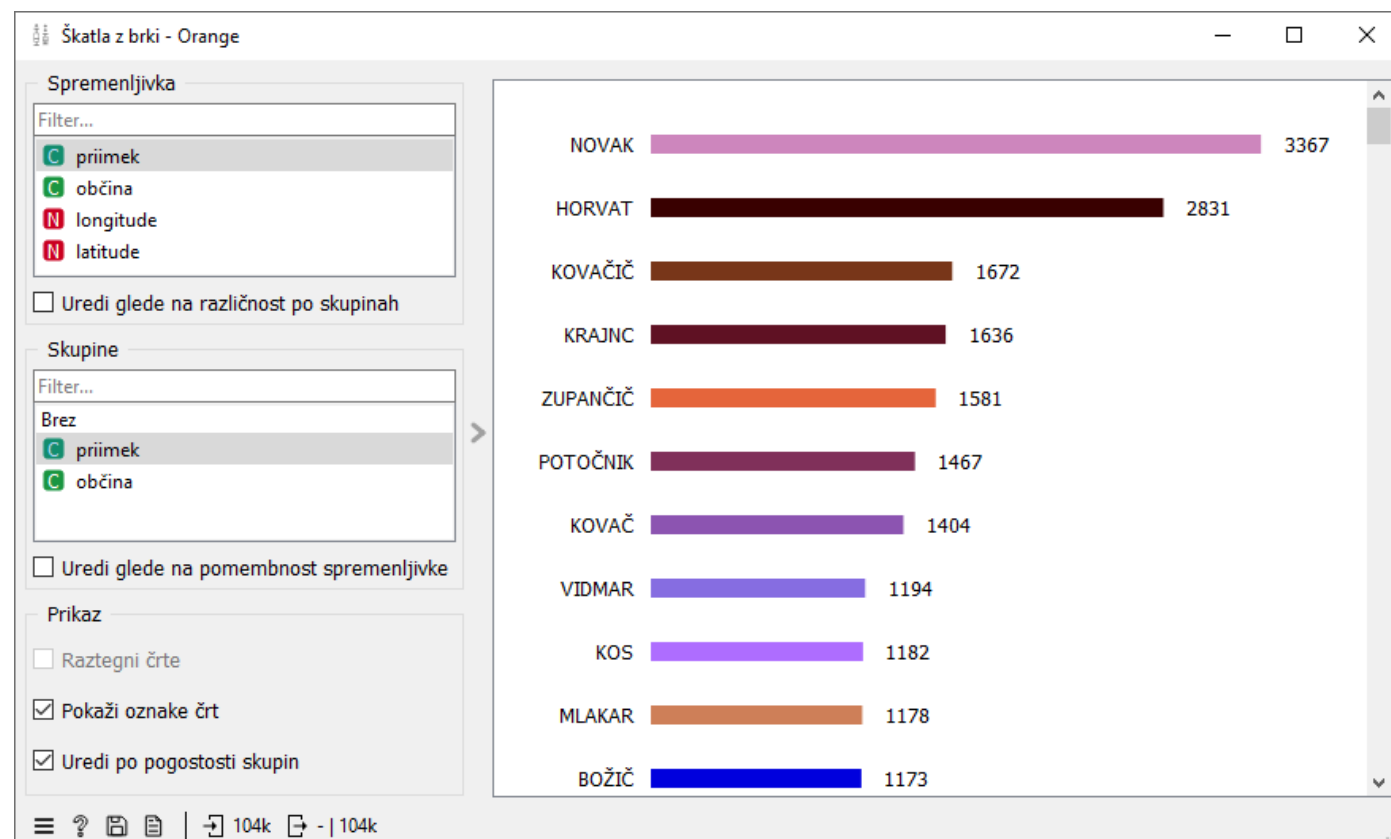 Škatla z brki - Orange
Spremenljivka
Filter...
C priimek
C občina
N longitude
N latitude
Uredi glede na različnost po skupinah
Skupine
Filter...
Brez
C priimek
C občina
Uredi glede na pomembnost spremenljivke
Prikaz
Raztegni črte
Pokaži oznake črt
Uredi po pogostosti skupin
NOVAK 3367
HORVAT 2831
KOVAČIČ 1672
KRAJNC 1636
ZUPANČIČ 1581
POTOČNIK 1467
KOVAČ 1404
VIDMAR 1194
KOS 1182
MLAKAR 1178
BOŽIČ 1173
? 104k - | 104k